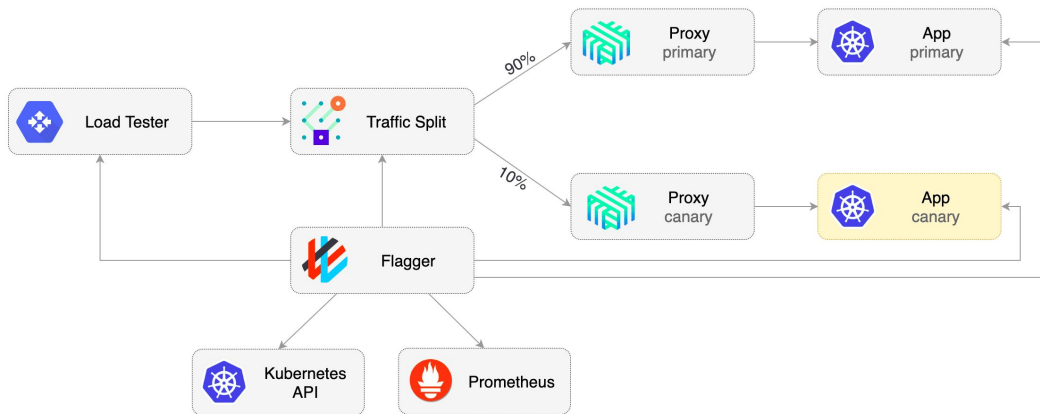 Proxy
primary
App
primary
90%
Load Tester
Traffic Split
10%
Proxy
canary
App
canary
Flagger
Kubernetes
API
Prometheus